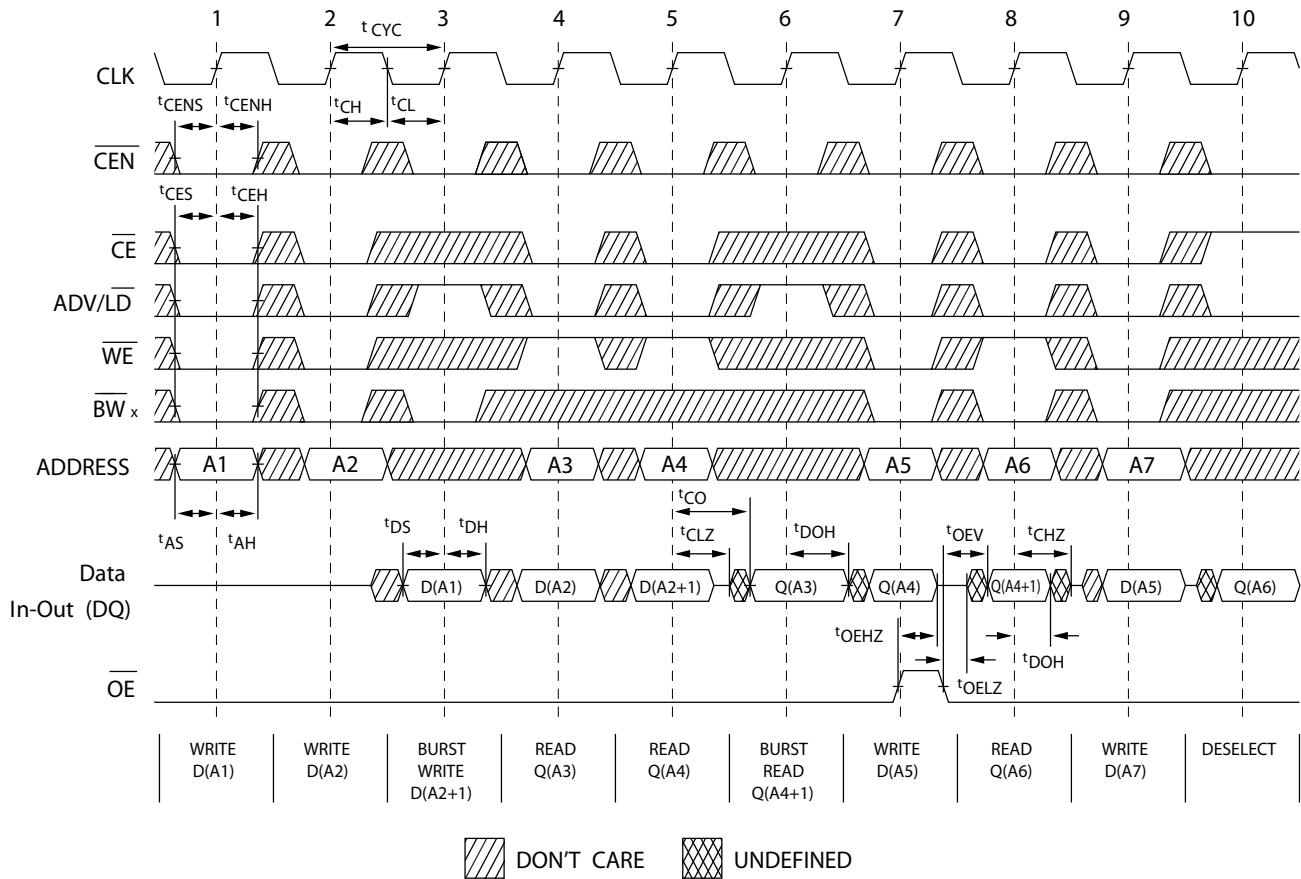 1 2 3 4 5 6 7 8 9 10
t CYC
CLK
tCENS tCENH tCH tCL
CEN
tCES tCEH
CE
ADV/LD
WE
BW x
ADDRESS A1 A2 A3 A4 A5 A6 A7
tAS tAH tDS tDH tCO tCLZ tDOH tOEV tCHZ
Data
In-Out (DQ)
D(A1) D(A2) D(A2+1) Q(A3) Q(A4) Q(A4+1) D(A5) Q(A6)
tOEHZ tDOH
tOELZ
OE
WRITE
D(A1)
WRITE
D(A2)
BURST
WRITE
D(A2+1)
READ
Q(A3)
READ
Q(A4)
BURST
READ
Q(A4+1)
WRITE
D(A5)
READ
Q(A6)
WRITE
D(A7)
DESELECT
DON'T CARE
UNDEFINED